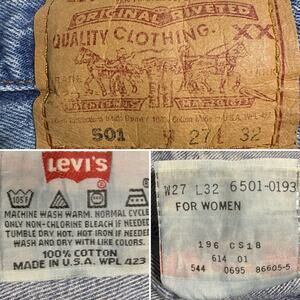 ORIGINAL RIVETED
QUALITY CLOTHING.
XX
501
W 27 L 32
LEVI'S
105°F
MACHINE WASH WARM. NORMAL CYCLE
ONLY NON-CHLORINE BLEACH IF NEEDED
TUMBLE DRY HOT. HOT IRON IF NEEDED
WASH AND DRY WITH LIKE COLORS.
100% COTTON
MADE IN U.S.A. WPL 423
W27 L32 6501-0193
FOR WOMEN
196 CS18
614 01
544 0695 86605-5